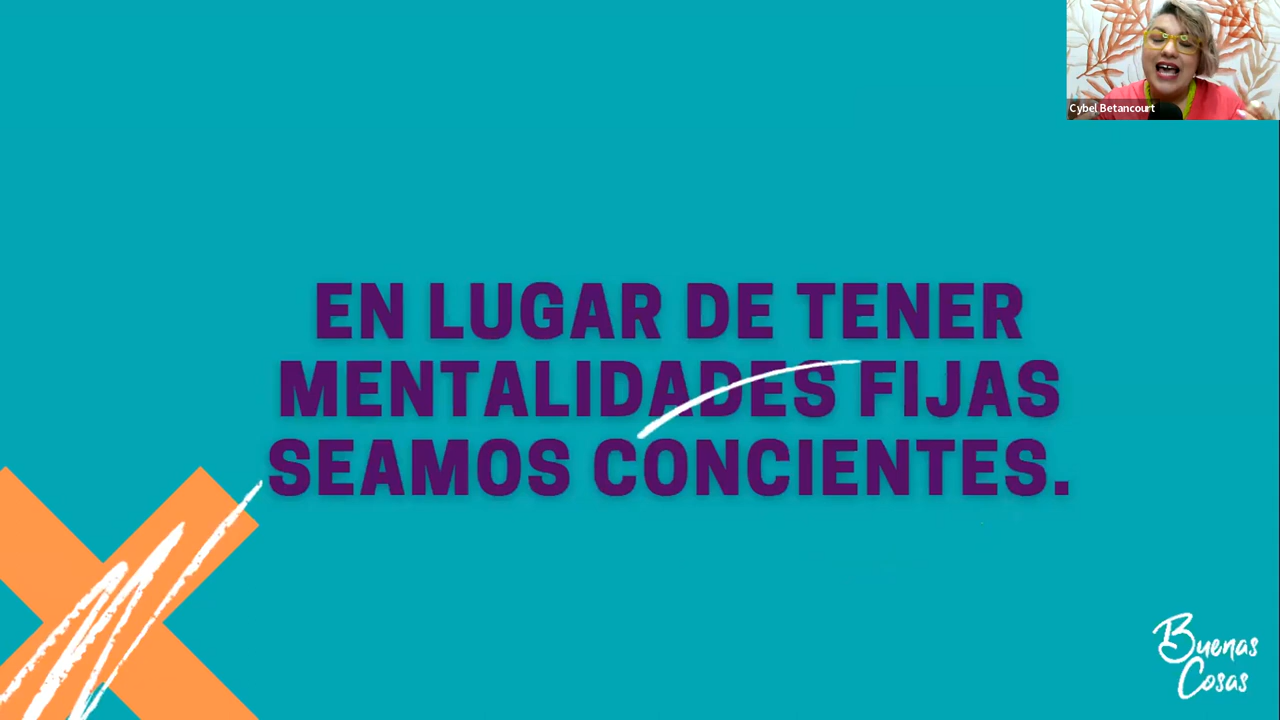 Cybel Betancourt
EN LUGAR DE TENER
MENTALIDADES FIJAS
SEAMOS CONCIENTES.
Buenas
Cosas